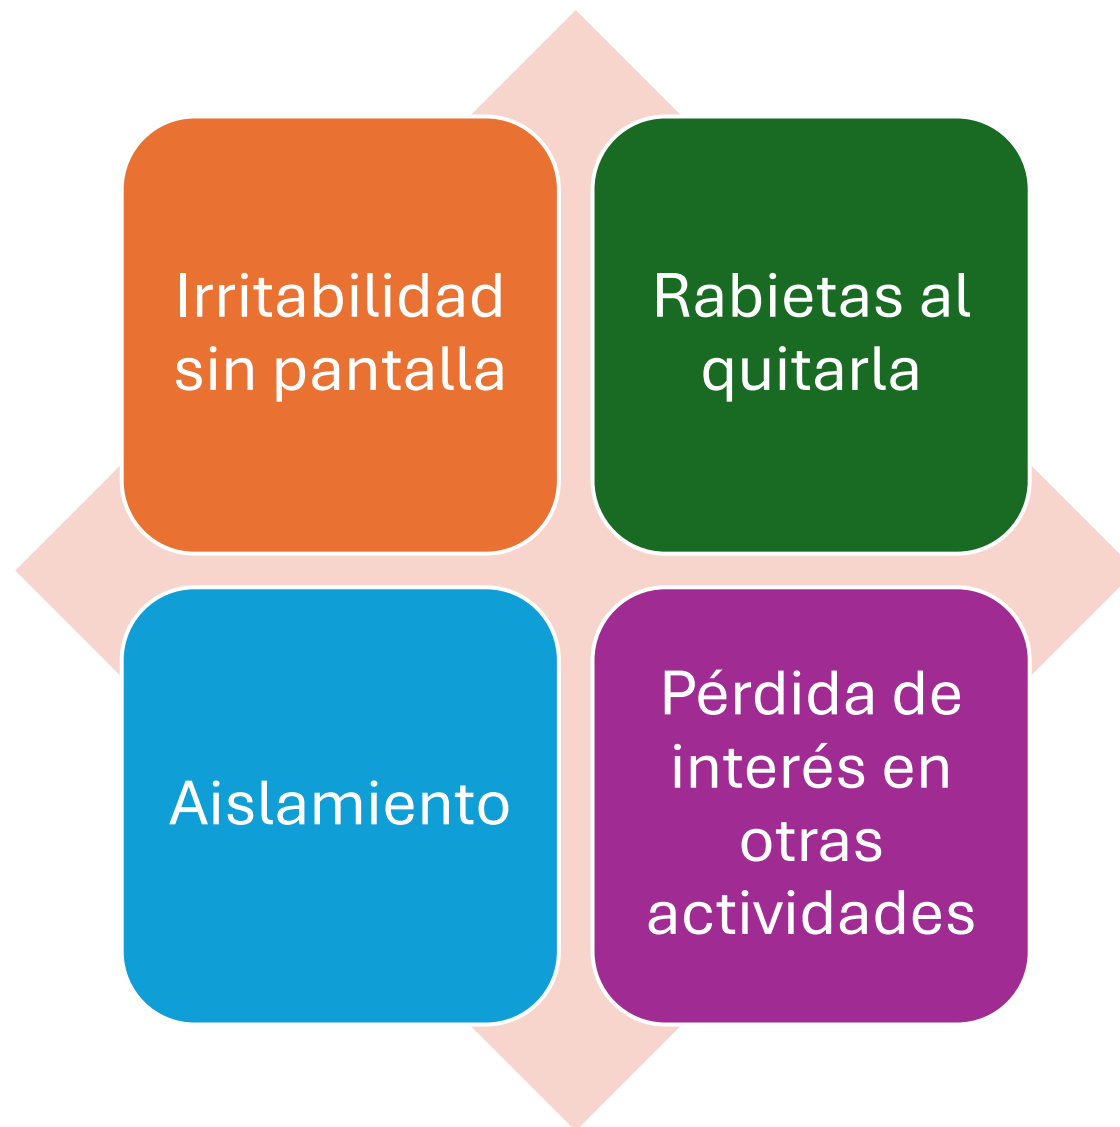 Irritabilidad
sin pantalla
Rabietas al
quitarla
Aislamiento
Pérdida de
interés en
otras
actividades